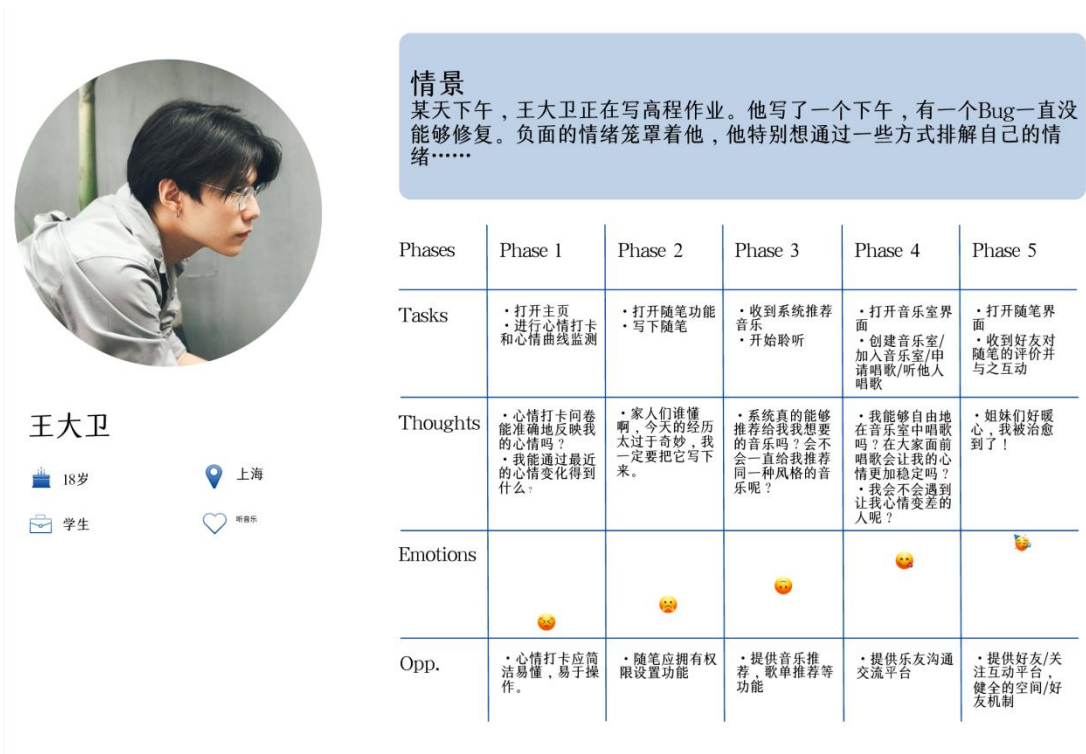 情景
某天下午，王大卫正在写高程作业。他写了一个下午，有一个Bug一直没
能够修复。负面的情绪笼罩着他，他特别想通过一些方式排解自己的情
绪……
王大卫
18岁
上海
学生
听音乐
Phases
Phase 1
Phase 2
Phase 3
Phase 4
Phase 5
Tasks
・打开主页
・进行心情打卡
和心情曲线监测
・打开随笔功能
・写下随笔
・收到系统推荐
音乐
・开始聆听
・打开音乐室界
面
・创建音乐室/
加入音乐室/申
请唱歌/听他人
唱歌
・打开随笔界
面
・收到好友对
随笔的评价并
与之互动
Thoughts
・心情打卡问卷
能准确地反映我
的心情吗？
・我能通过最近
的心情变化得到
什么？
・家人们谁懂
啊，今天的经历
太过于奇妙，我
一定要把它写下
来。
・系统真的能够
推荐给我我想要
的音乐吗？会不
会一直给我推荐
同一种风格的音
乐呢？
・我能够自由地
在音乐室中唱歌
吗？在大家面前
唱歌会让我的心
情更加稳定吗？
・我会不会遇到
让我心情变差的
人呢？
・姐妹们好暖
心，我被治愈
到了！
Emotions
Opp.
・心情打卡应简
洁易懂，易于操
作。
・随笔应拥有权
限设置功能
・提供音乐推
荐，歌单推荐等
功能
・提供乐友沟通
交流平台
・提供好友/关
注互动平台，
健全的空间/好
友机制